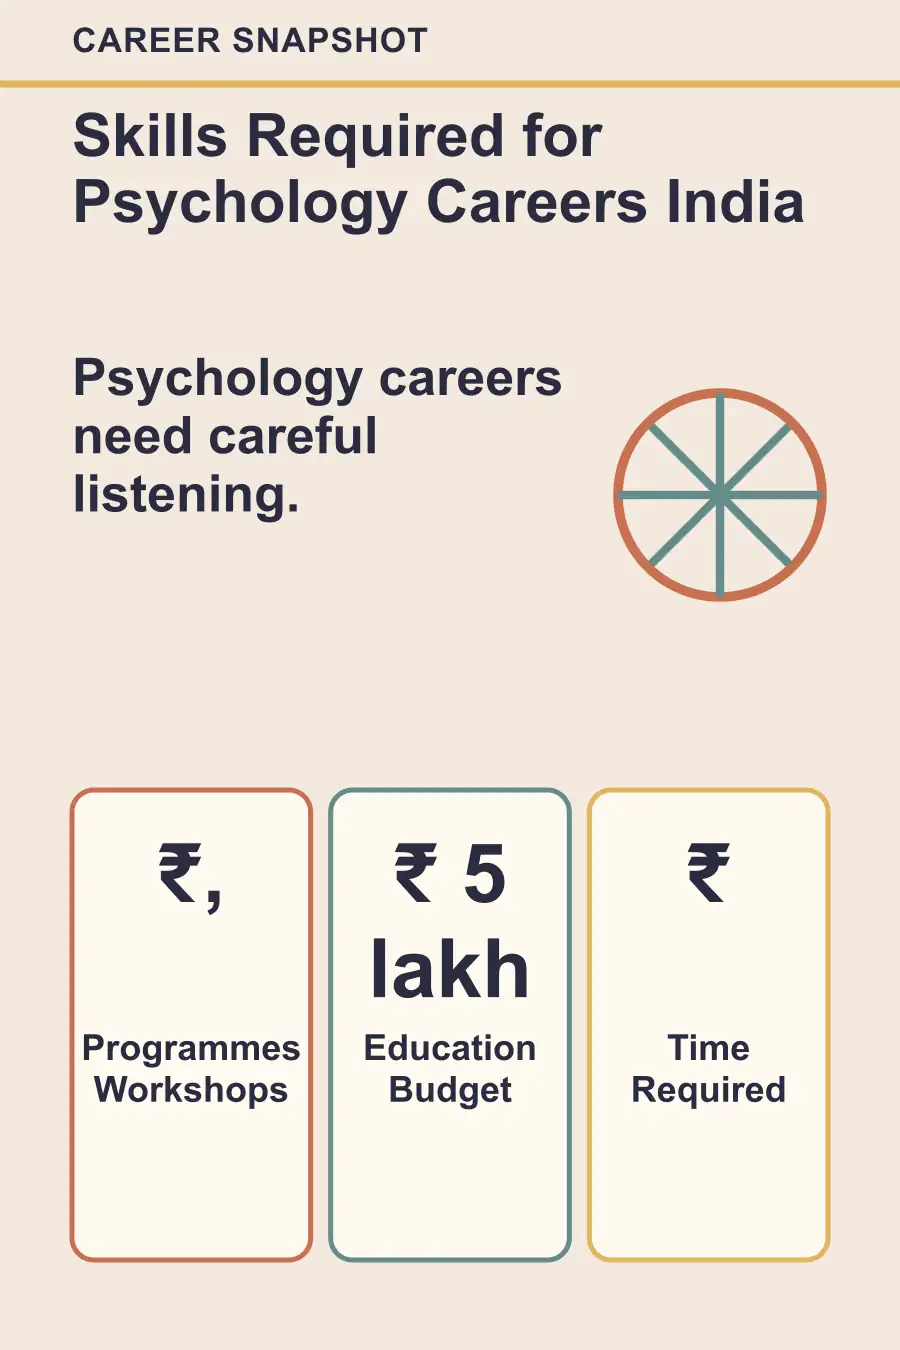 CAREER SNAPSHOT
Skills Required for
Psychology Careers India
Psychology careers
need careful
listening.
₹,
Programmes
Workshops
₹ 5
lakh
Education
Budget
₹
Time
Required